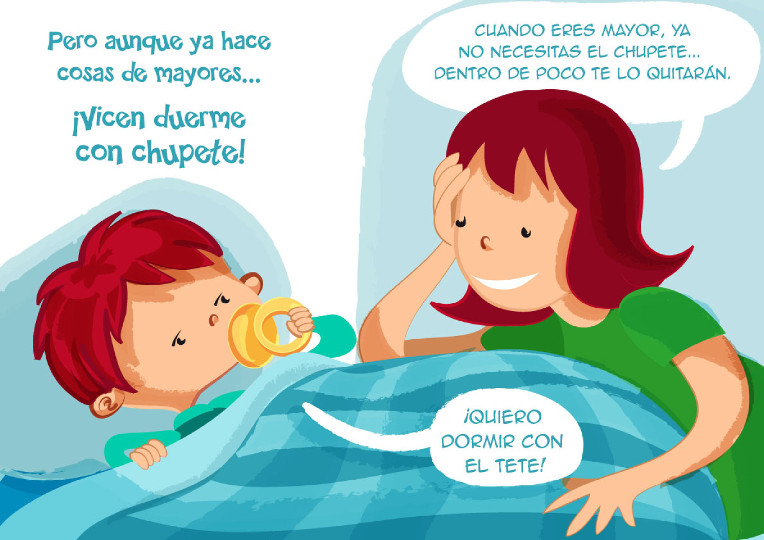 Pero aunque ya hace
cosas de mayores...
¡Vicen duerme
con chupete!
CUANDO ERES MAYOR, YA
NO NECESITAS EL CHUPETE...
DENTRO DE POCO TE LO QUITARÁN.
¡QUIERO
DORMIR CON
EL TETE!